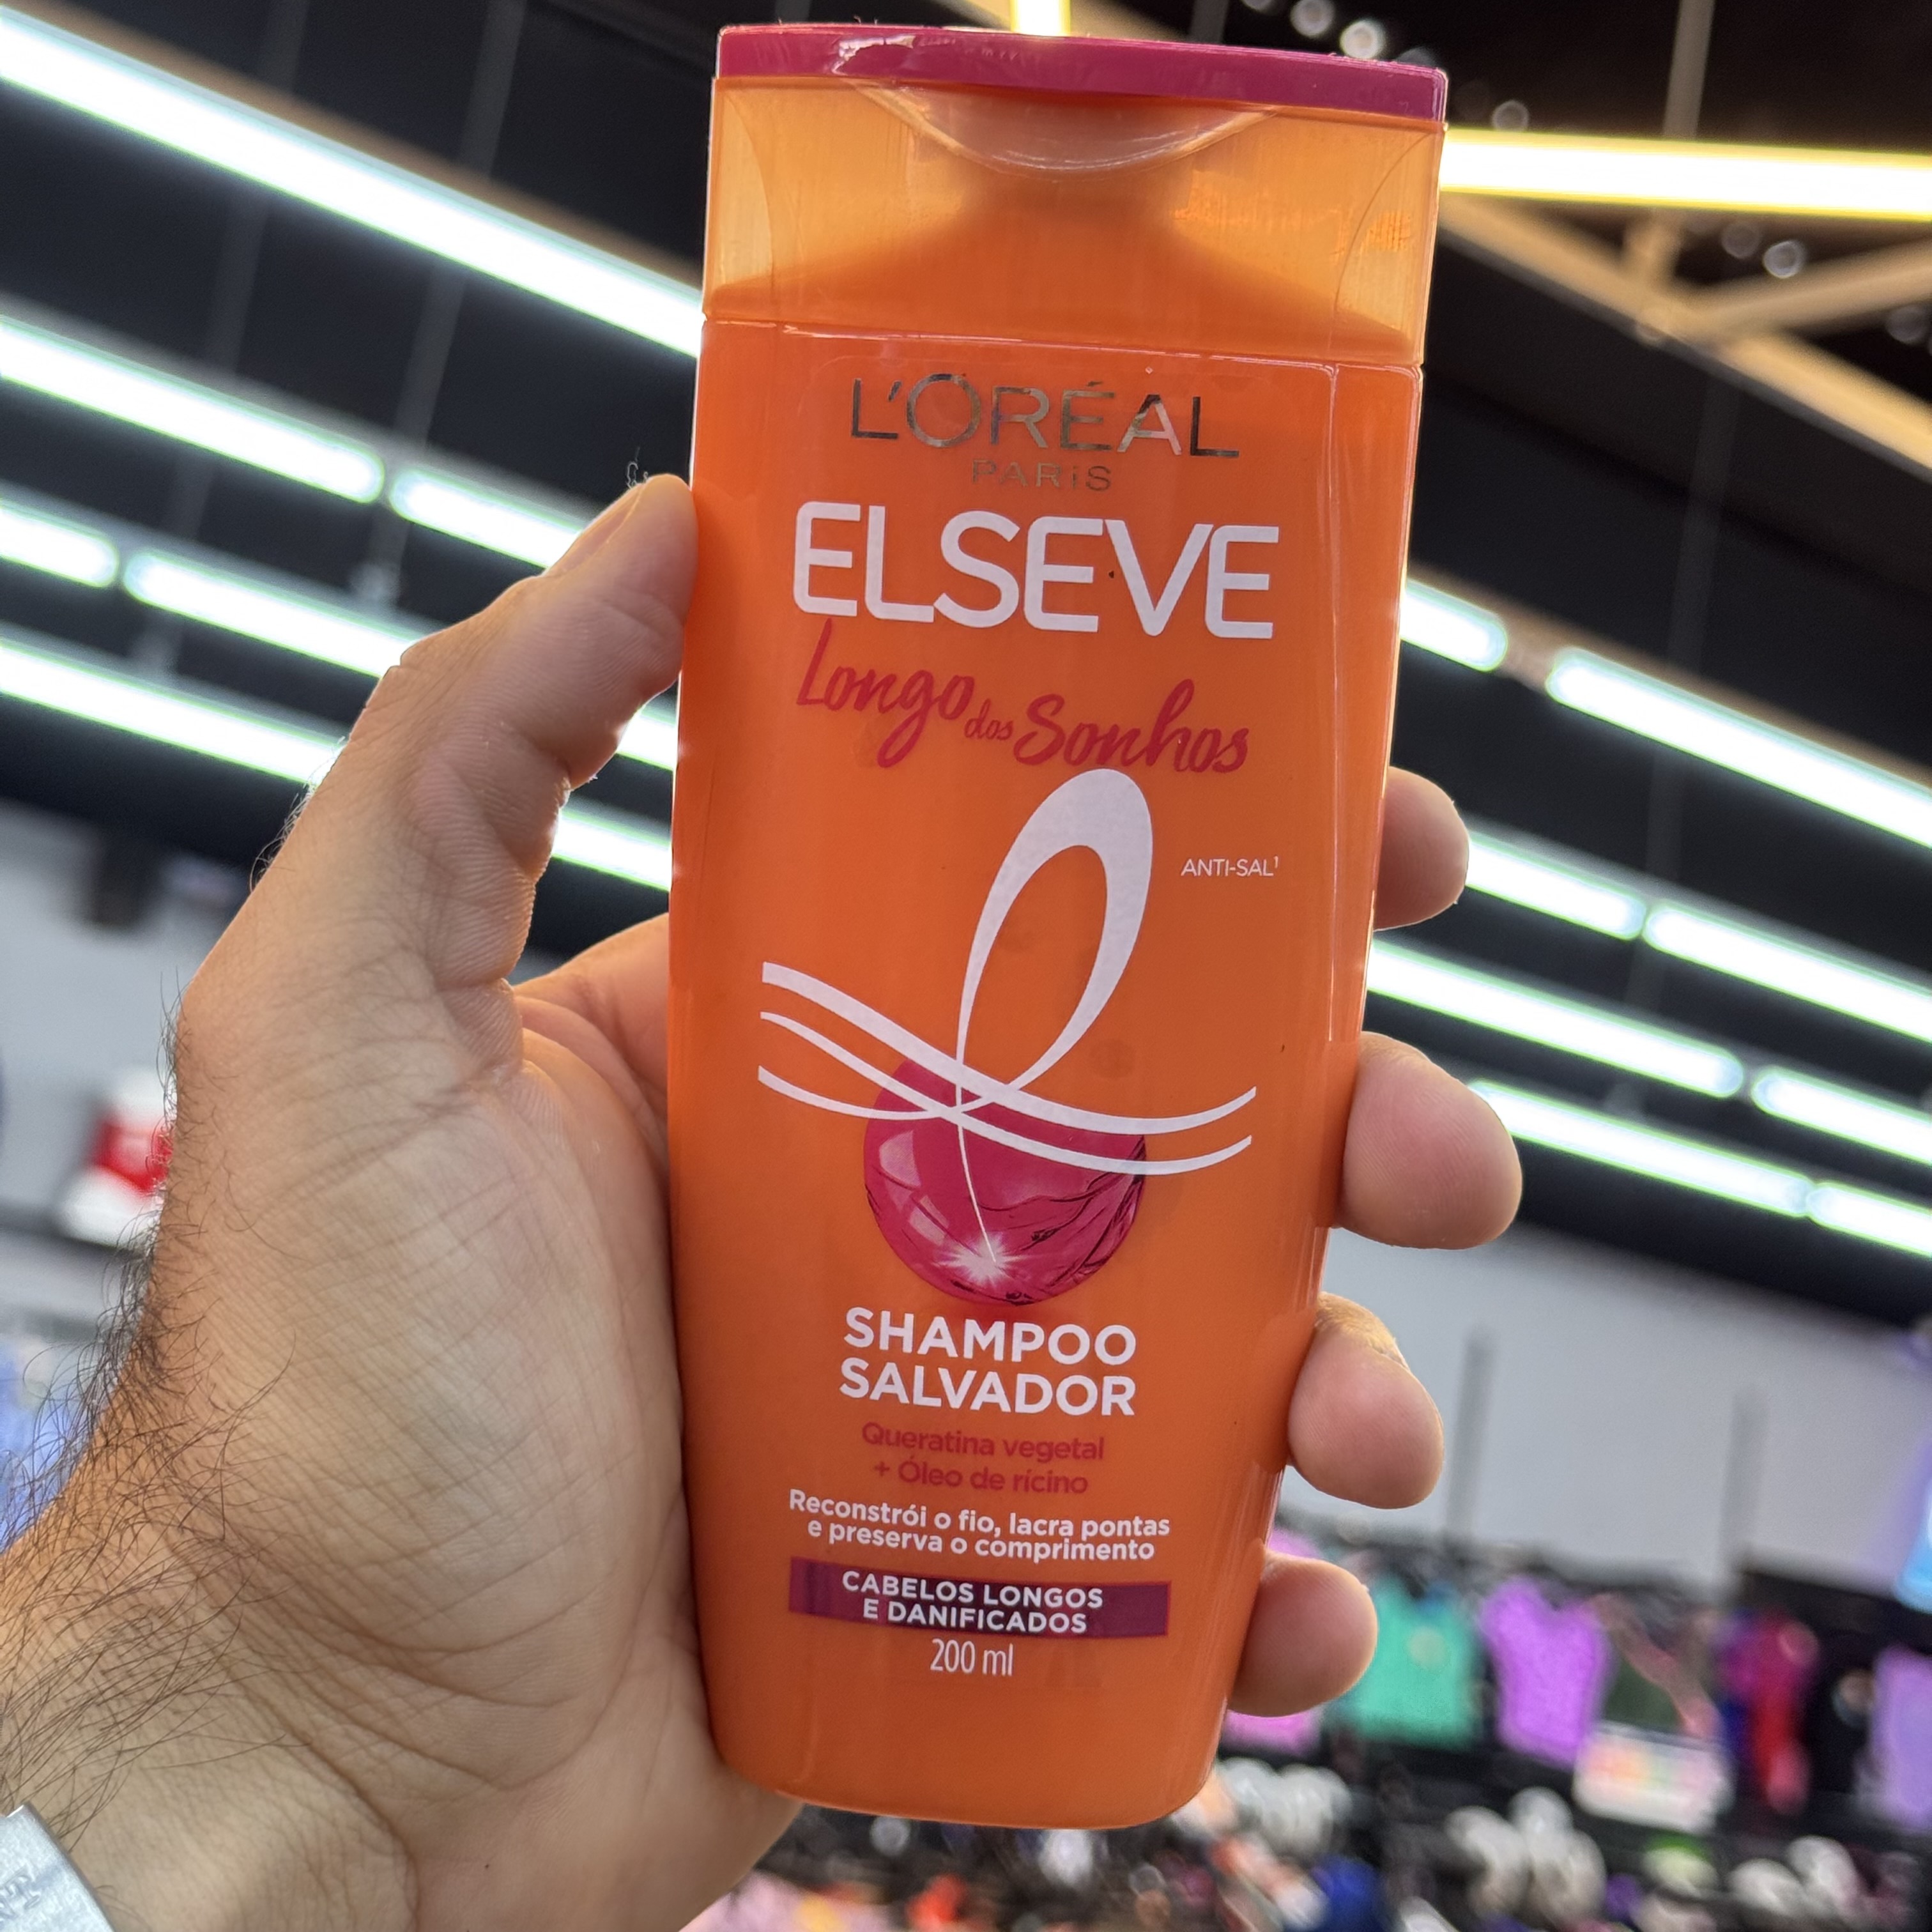 L'ORÉAL
PARIS
ELSEVE
Longo dos Sonhos
ANTI-SAL¹
SHAMPOO
SALVADOR
Queratina vegetal
+ Óleo de rícino
Reconstrói o fio, lacra pontas
e preserva o comprimento
CABELOS LONGOS
E DANIFICADOS
200 ml